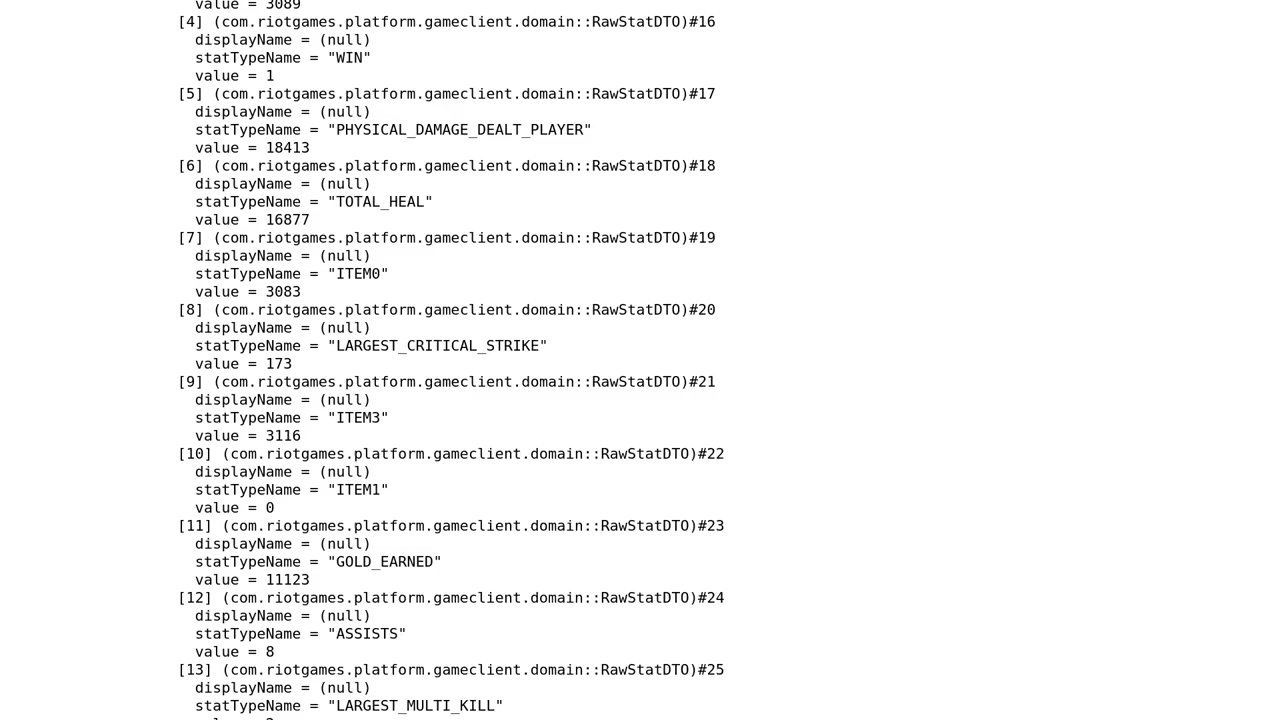 value = 3089
[4] (com.riotgames.platform.gameclient.domain::RawStatDTO)#16
displayName = (null)
statTypeName = "WIN"
value = 1
[5] (com.riotgames.platform.gameclient.domain::RawStatDTO)#17
displayName = (null)
statTypeName = "PHYSICAL_DAMAGE_DEALT_PLAYER"
value = 18413
[6] (com.riotgames.platform.gameclient.domain::RawStatDTO)#18
displayName = (null)
statTypeName = "TOTAL_HEAL"
value = 16877
[7] (com.riotgames.platform.gameclient.domain::RawStatDTO)#19
displayName = (null)
statTypeName = "ITEM0"
value = 3083
[8] (com.riotgames.platform.gameclient.domain::RawStatDTO)#20
displayName = (null)
statTypeName = "LARGEST_CRITICAL_STRIKE"
value = 173
[9] (com.riotgames.platform.gameclient.domain::RawStatDTO)#21
displayName = (null)
statTypeName = "ITEM3"
value = 3116
[10] (com.riotgames.platform.gameclient.domain::RawStatDTO)#22
displayName = (null)
statTypeName = "ITEM1"
value = 0
[11] (com.riotgames.platform.gameclient.domain::RawStatDTO)#23
displayName = (null)
statTypeName = "GOLD_EARNED"
value = 11123
[12] (com.riotgames.platform.gameclient.domain::RawStatDTO)#24
displayName = (null)
statTypeName = "ASSISTS"
value = 8
[13] (com.riotgames.platform.gameclient.domain::RawStatDTO)#25
displayName = (null)
statTypeName = "LARGEST_MULTI_KILL"